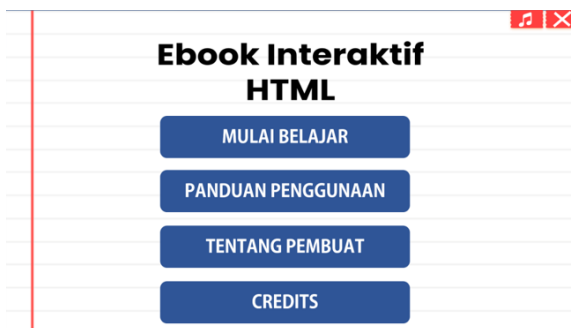 Ebook Interaktif
HTML
MULAI BELAJAR
PANDUAN PENGGUNAAN
TENTANG PEMBUAT
CREDITS